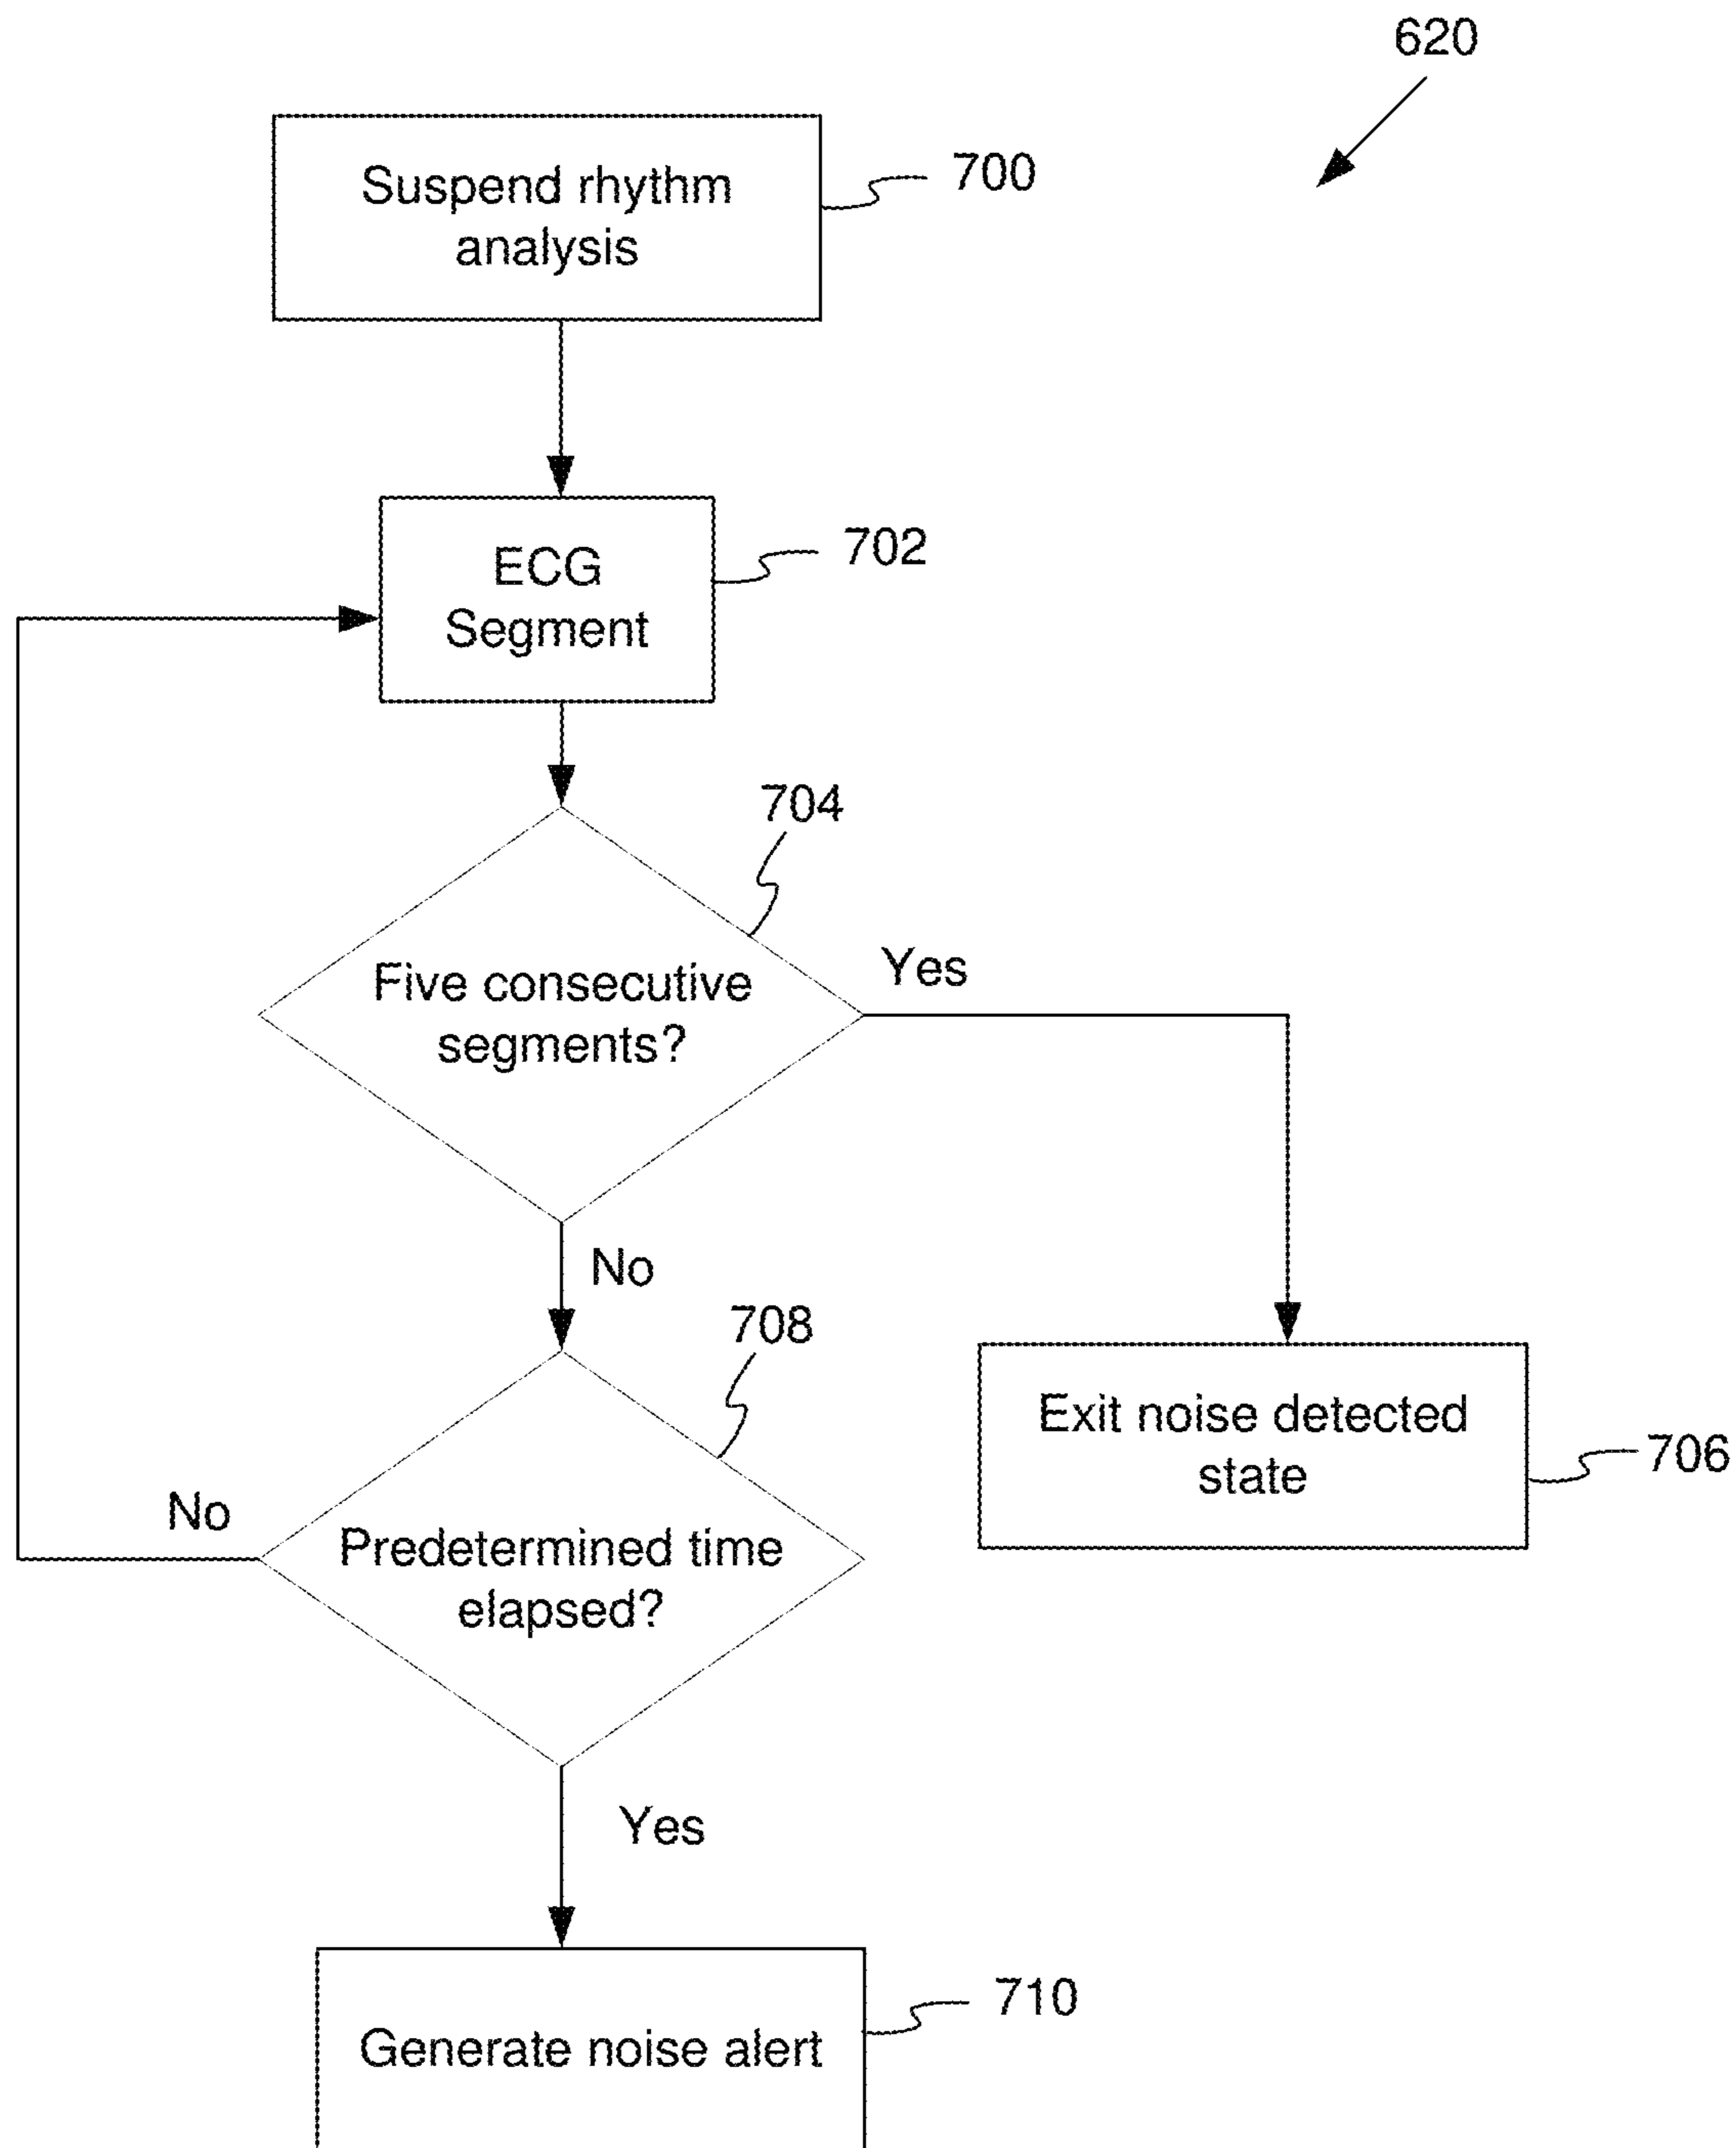 620
Suspend rhythm
analysis
700
ECG
Segment
702
704
Five consecutive
segments?
Yes
No
708
Exit noise detected
state
706
No
Predetermined time
elapsed?
Yes
710
Generate noise alert